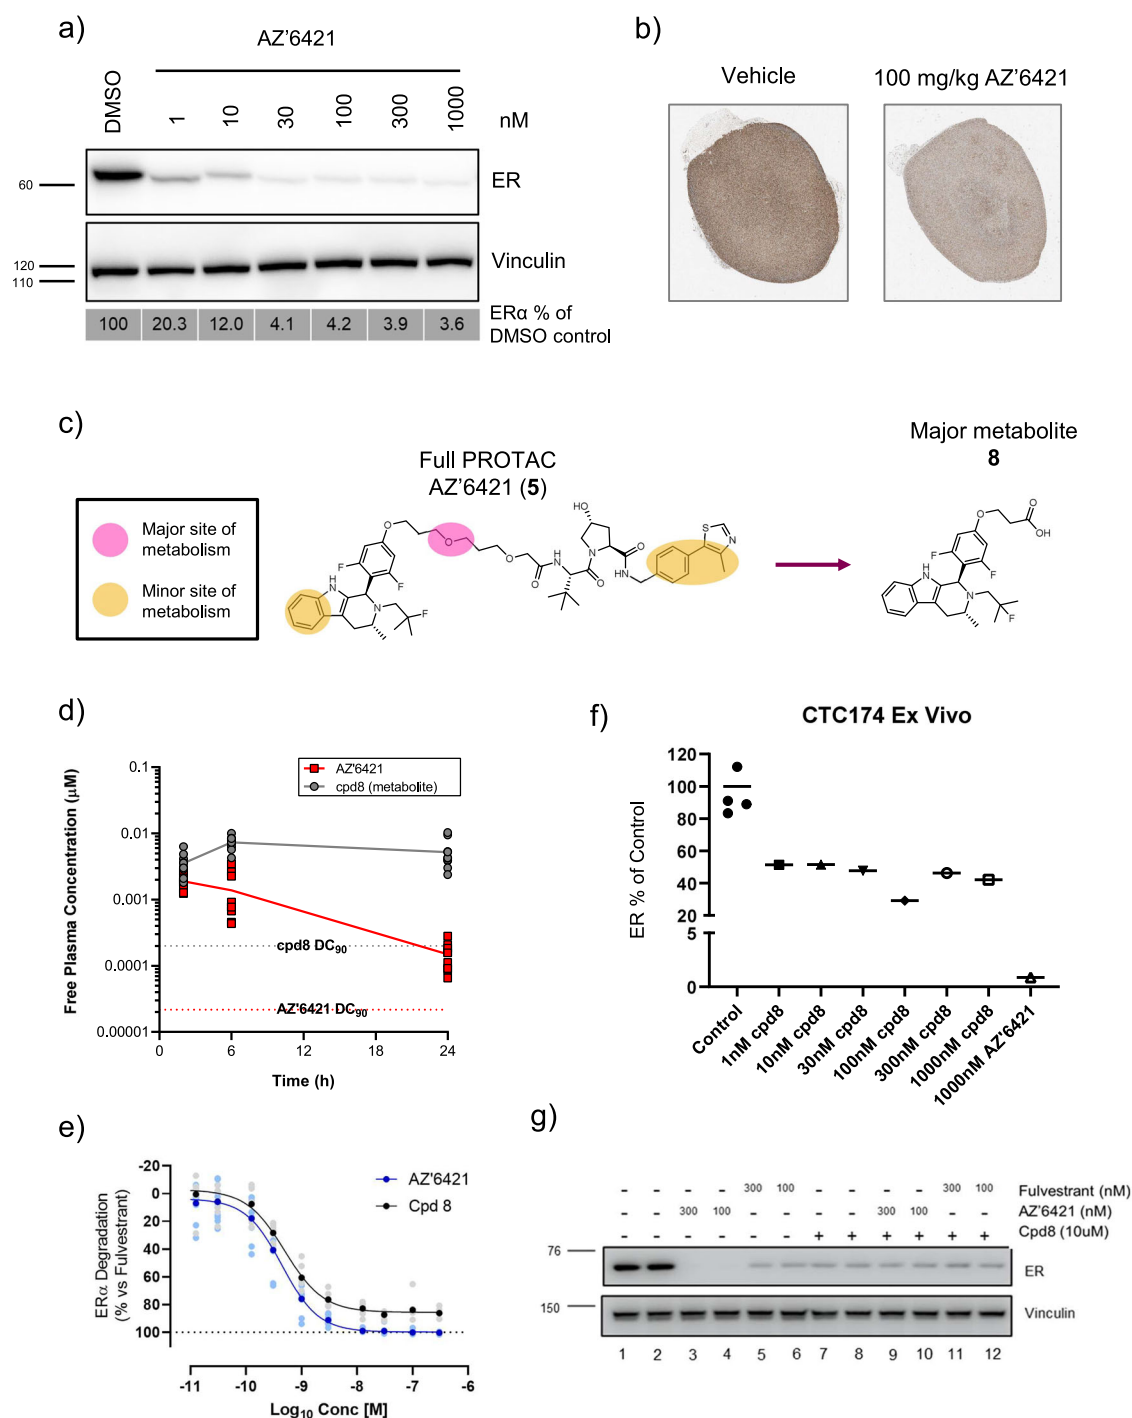 a)
AZ'6421
DMSO
1
10
30
100
300
1000
nM
60
ER
120
110
Vinculin
100 20.3 12.0 4.1 4.2 3.9 3.6
ERα % of
DMSO control
b)
Vehicle
100 mg/kg AZ'6421
c)
Major site of
metabolism
Minor site of
metabolism
Full PROTAC
AZ'6421 (5)
HO
S
N
O
O
O
O
N
H
N
O
O
HN
F
F
H
N
N
F
Major metabolite
8
O
O
OH
F
F
H
N
N
F
d)
AZ'6421
cpd8 (metabolite)
Free Plasma Concentration (µM)
0.1
0.01
0.001
0.0001
0.00001
cpd8 DC90
AZ'6421 DC90
0 6 12 18 24
Time (h)
f)
CTC174 Ex Vivo
ER % of Control
120
100
80
60
40
20
5
0
Control
1nM cpd8
10nM cpd8
30nM cpd8
100nM cpd8
300nM cpd8
1000nM cpd8
1000nM AZ'6421
e)
AZ'6421
Cpd 8
ERα Degradation
(% vs Fulvestrant)
-20
0
20
40
60
80
100
-11 -10 -9 -8 -7 -6
Log10 Conc [M]
g)
- - - - 300 100 - - - - 300 100 Fulvestrant (nM)
- - 300 100 - - - - 300 100 - - AZ'6421 (nM)
- - - - - - + + + + + + Cpd8 (10uM)
76
ER
150
Vinculin
1 2 3 4 5 6 7 8 9 10 11 12